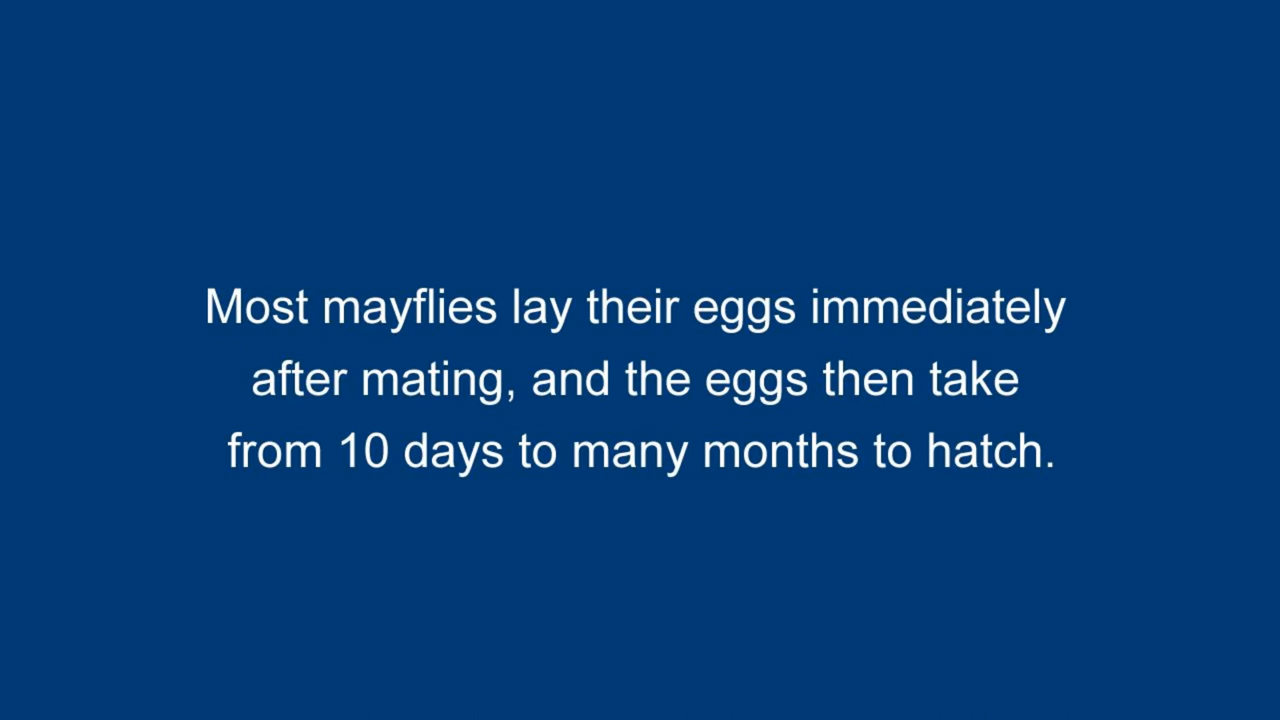 Most mayflies lay their eggs immediately
after mating, and the eggs then take
from 10 days to many months to hatch.